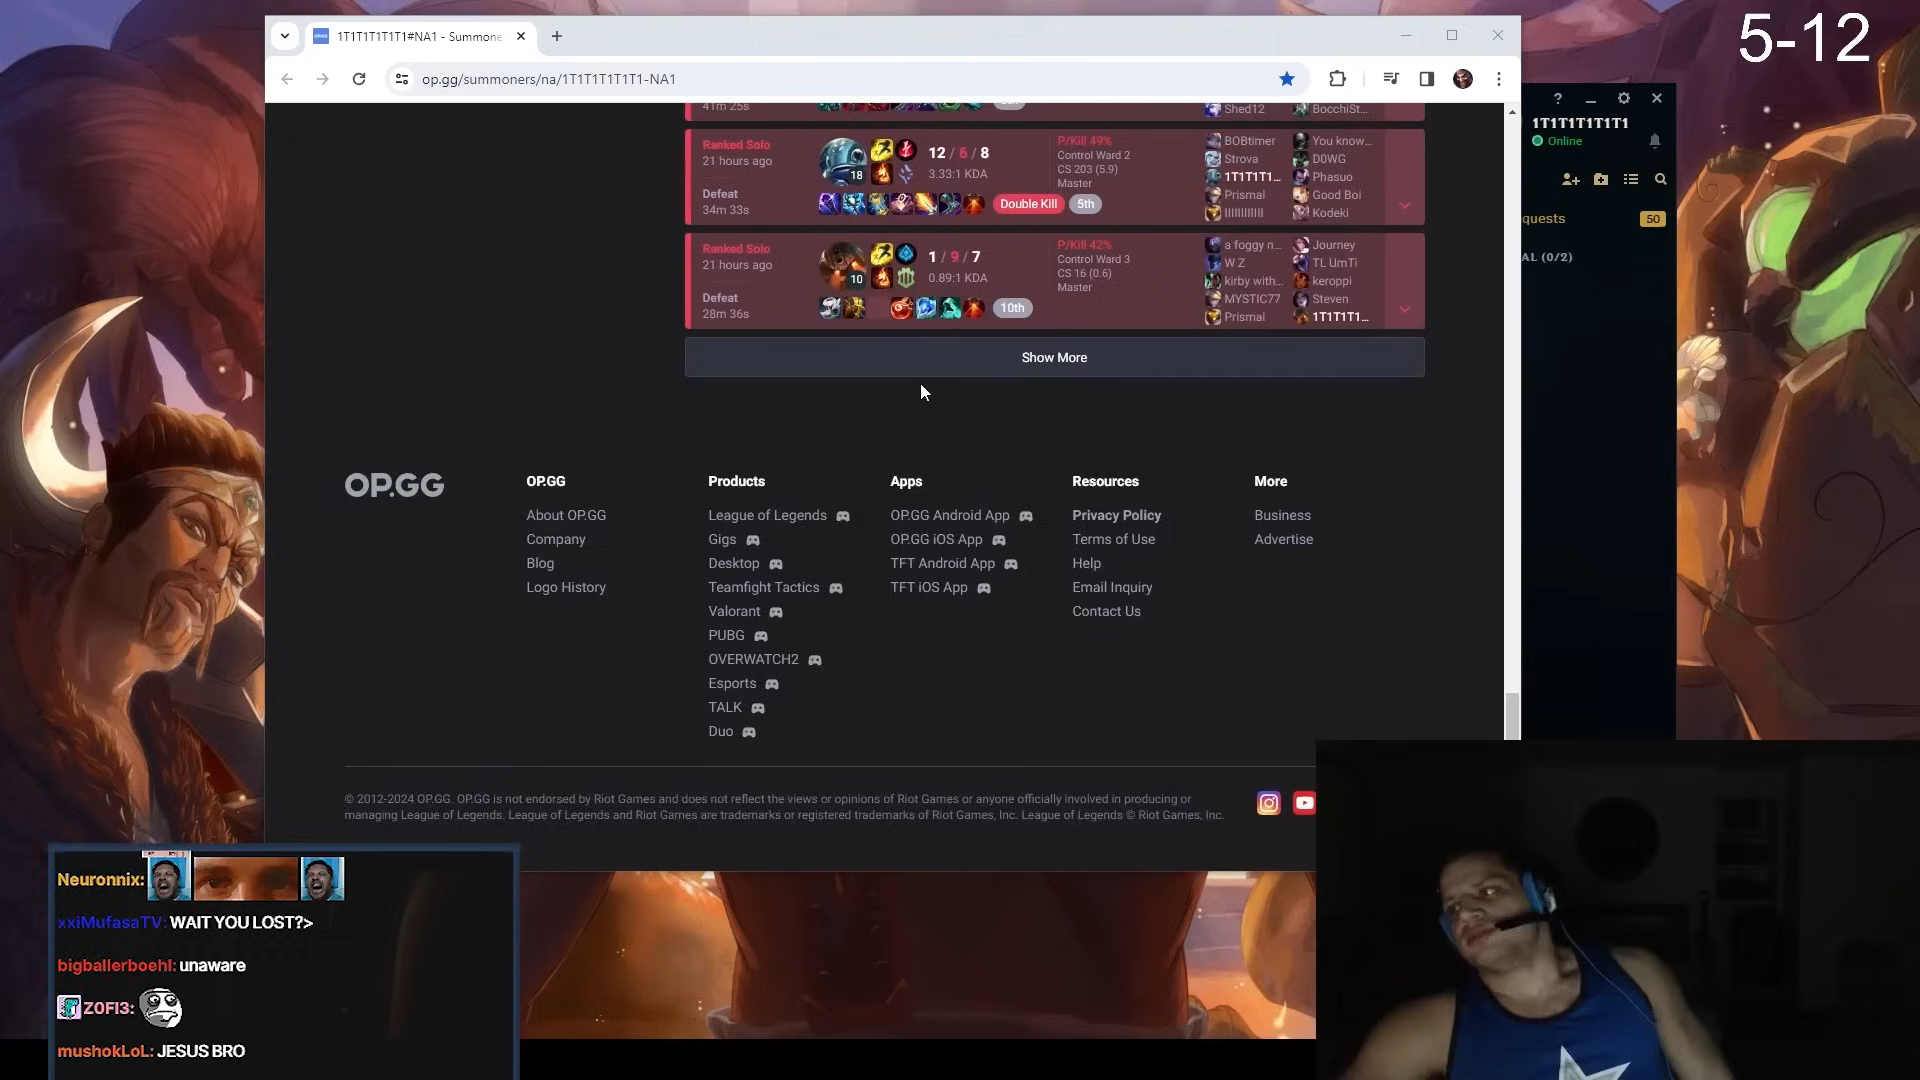 5-12
1T1T1T1T1T1#NA1 - Summone
op.gg/summoners/na/1T1T1T1T1T1-NA1
1T1T1T1T1T1
Online
quests 50
AL (0/2)
41m 25s
Shed12 BocchiSt...
Ranked Solo
21 hours ago
Defeat
34m 33s
18
12 / 6 / 8
3.33:1 KDA
Double Kill 5th
P/Kill 49%
Control Ward 2
CS 203 (5.9)
Master
BOBtimer You know...
Strova D0WG
1T1T1T1... Phasuo
Prismal Good Boi
Kodeki
Ranked Solo
21 hours ago
Defeat
28m 36s
10
1 / 9 / 7
0.89:1 KDA
10th
P/Kill 42%
Control Ward 3
CS 16 (0.6)
Master
a foggy n... Journey
W Z TL UmTi
kirby with... keroppi
MYSTIC77 Steven
Prismal 1T1T1T1...
Show More
OP.GG
OP.GG
About OP.GG
Company
Blog
Logo History
Products
League of Legends
Gigs
Desktop
Teamfight Tactics
Valorant
PUBG
OVERWATCH2
Esports
TALK
Duo
Apps
OP.GG Android App
OP.GG iOS App
TFT Android App
TFT iOS App
Resources
Privacy Policy
Terms of Use
Help
Email Inquiry
Contact Us
More
Business
Advertise
© 2012-2024 OP.GG. OP.GG is not endorsed by Riot Games and does not reflect the views or opinions of Riot Games or anyone officially involved in producing or
managing League of Legends. League of Legends and Riot Games are trademarks or registered trademarks of Riot Games, Inc. League of Legends © Riot Games, Inc.
Neuronnix:
xxiMufasaTV: WAIT YOU LOST?>
bigballerboehl: unaware
Z0FI3:
mushokLoL: JESUS BRO